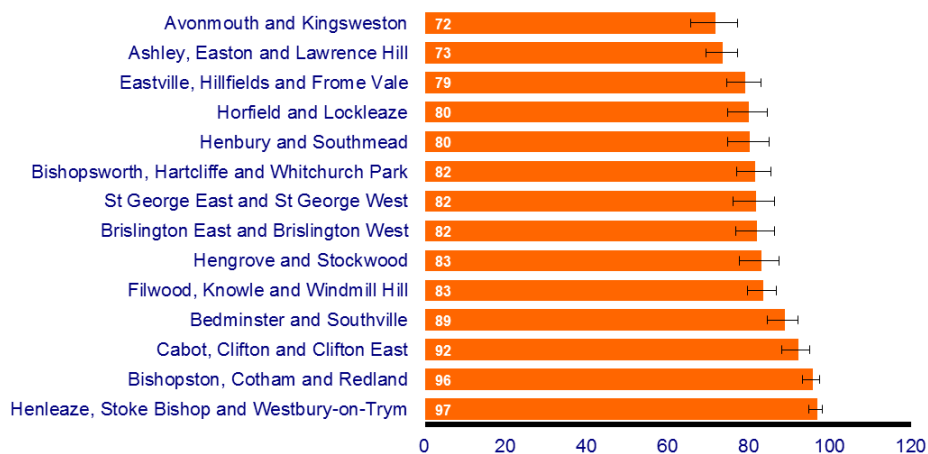 Avonmouth and Kingsweston 72
Ashley, Easton and Lawrence Hill 73
Eastville, Hillfields and Frome Vale 79
Horfield and Lockleaze 80
Henbury and Southmead 80
Bishopsworth, Hartcliffe and Whitchurch Park 82
St George East and St George West 82
Brislington East and Brislington West 82
Hengrove and Stockwood 83
Filwood, Knowle and Windmill Hill 83
Bedminster and Southville 89
Cabot, Clifton and Clifton East 92
Bishopston, Cotham and Redland 96
Henleaze, Stoke Bishop and Westbury-on-Trym 97
0 20 40 60 80 100 120